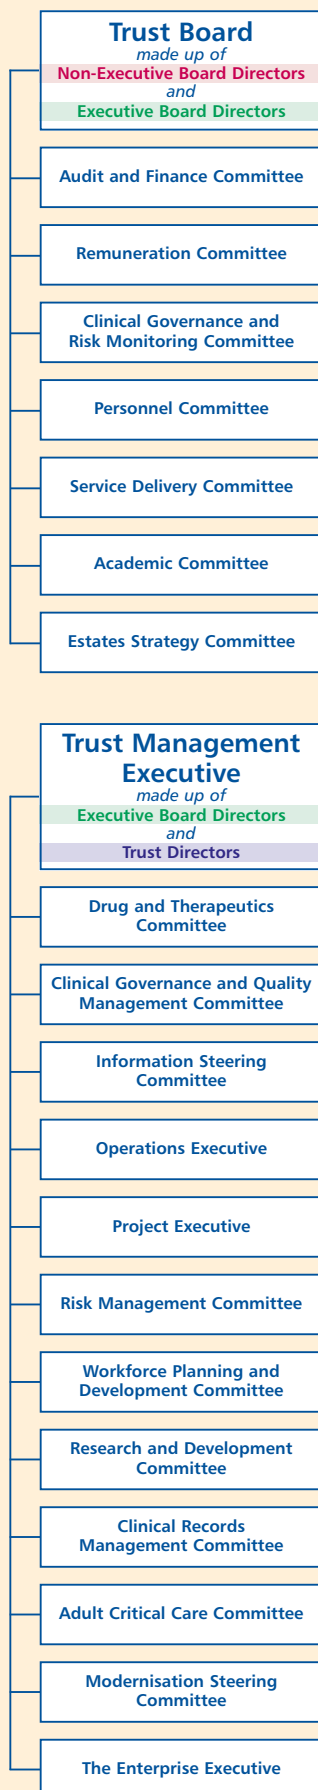 Trust Board
made up of
Non-Executive Board Directors
and
Executive Board Directors
Audit and Finance Committee
Remuneration Committee
Clinical Governance and
Risk Monitoring Committee
Personnel Committee
Service Delivery Committee
Academic Committee
Estates Strategy Committee
Trust Management
Executive
made up of
Executive Board Directors
and
Trust Directors
Drug and Therapeutics
Committee
Clinical Governance and Quality
Management Committee
Information Steering
Committee
Operations Executive
Project Executive
Risk Management Committee
Workforce Planning and
Development Committee
Research and Development
Committee
Clinical Records
Management Committee
Adult Critical Care Committee
Modernisation Steering
Committee
The Enterprise Executive